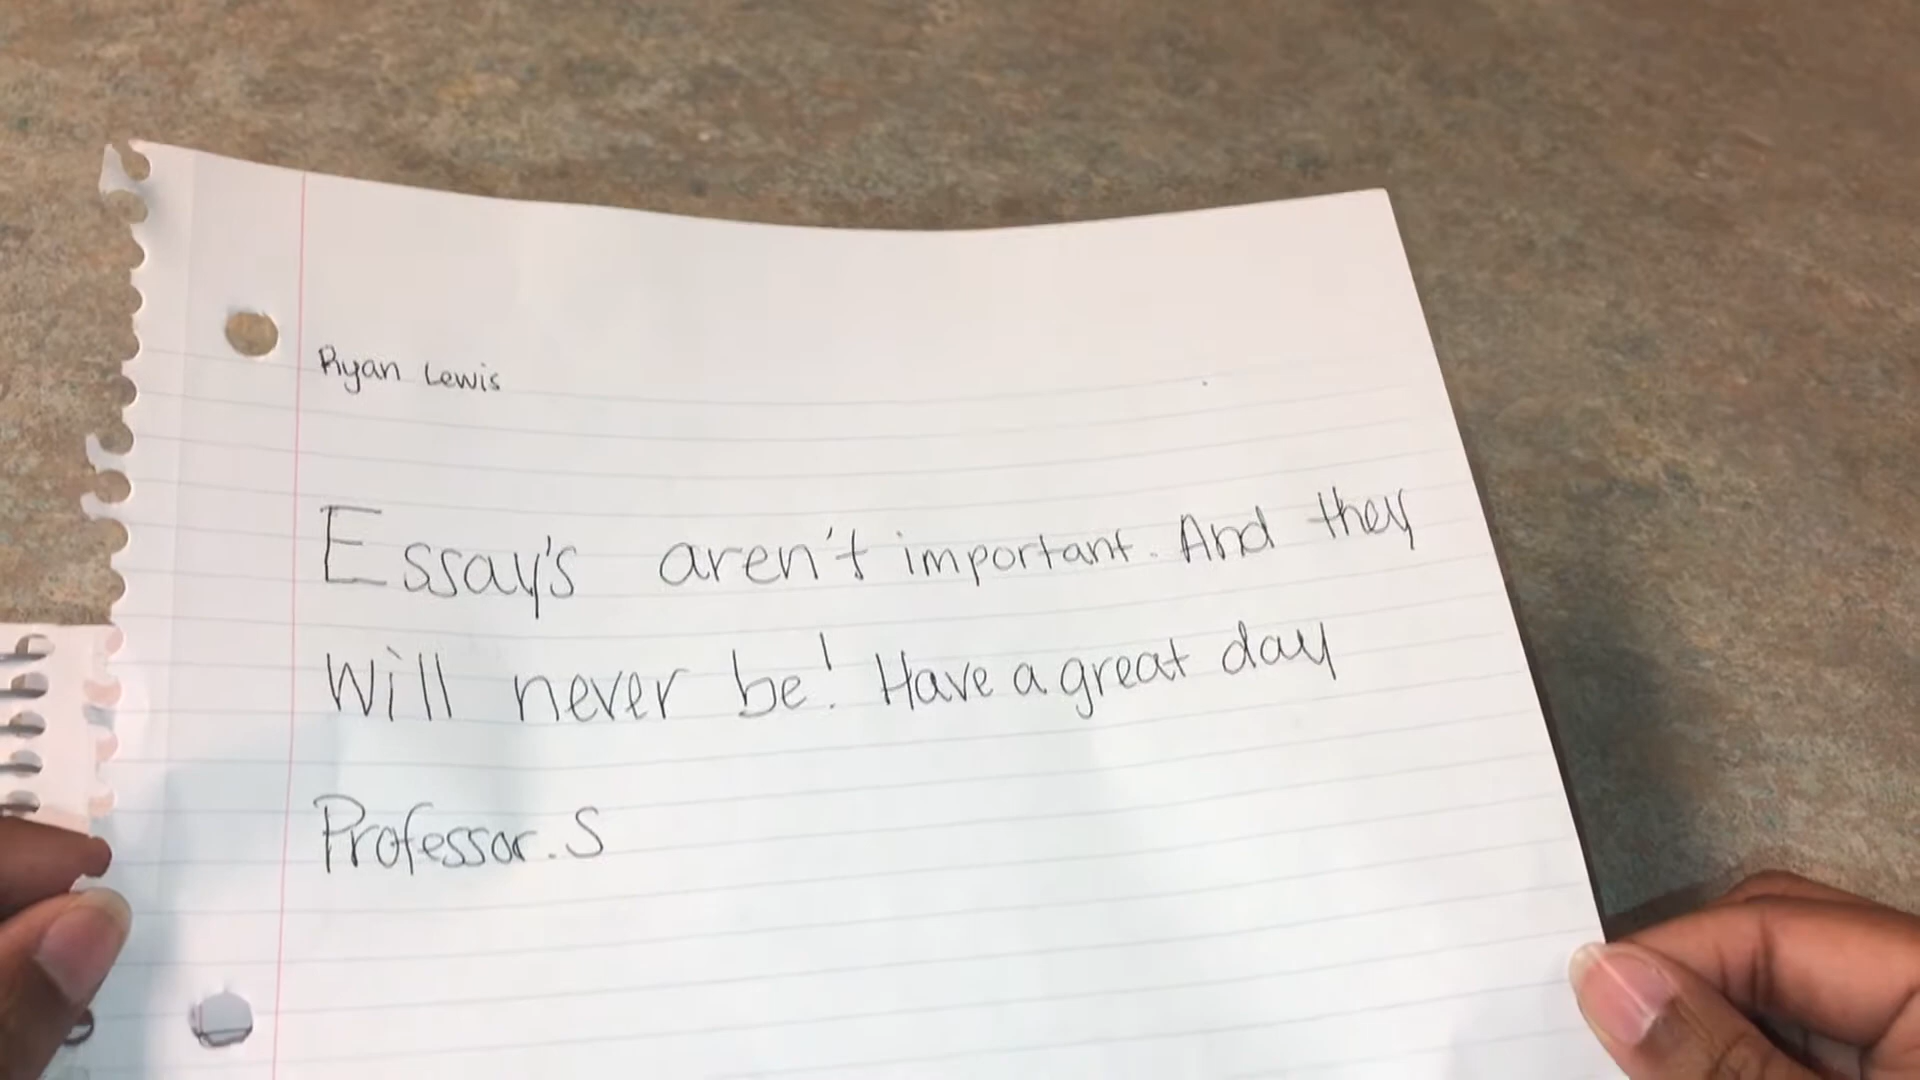 Ryan Lewis
Essay's aren't important. And they
Will never be! Have a great day
Professor. S